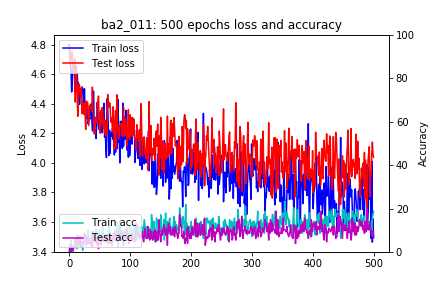 ba2_011: 500 epochs loss and accuracy
Train loss
Test loss
Train acc
Test acc
Loss
4.8
4.6
4.4
4.2
4.0
3.8
3.6
3.4
Accuracy
100
80
60
40
20
0
0 100 200 300 400 500